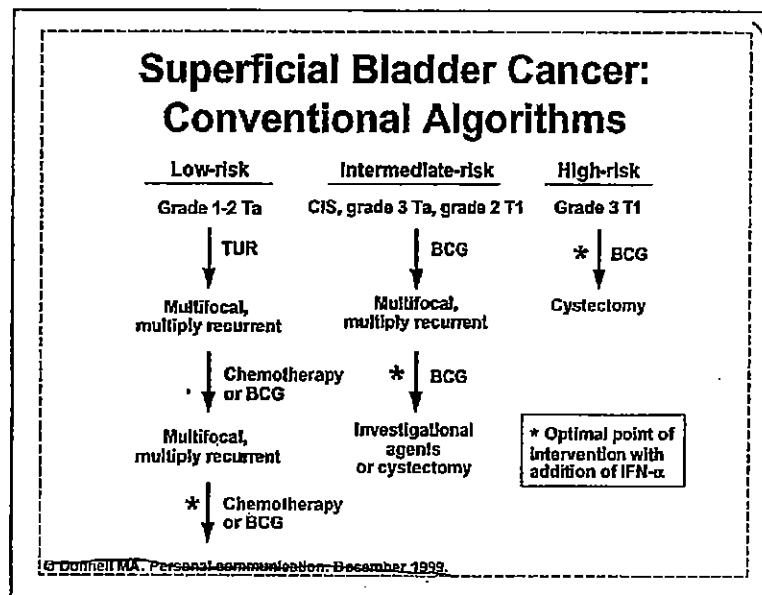 Superficial Bladder Cancer:
Conventional Algorithms
Low-risk
Grade 1-2 Ta
TUR
Multifocal,
multiply recurrent
Chemotherapy
or BCG
Multifocal,
multiply recurrent
* Chemotherapy
or BCG
Intermediate-risk
CIS, grade 3 Ta, grade 2 T1
BCG
Multifocal,
multiply recurrent
* BCG
Investigational
agents
or cystectomy
High-risk
Grade 3 T1
* BCG
Cystectomy
* Optimal point of
intervention with
addition of IFN-α
O Donnell MA. Personal communication. December 1999.